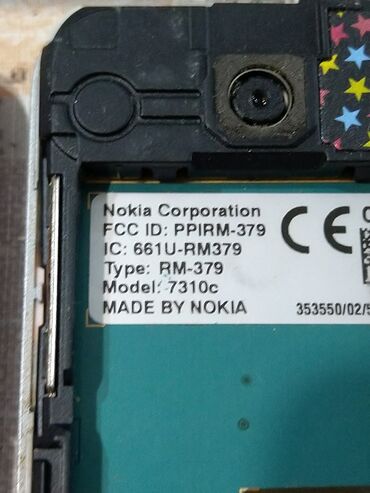 Nokia Corporation
FCC ID: PPIRM-379
IC: 661U-RM379
Type: RM-379
Model: 7310c
MADE BY NOKIA
CE
353550/02/5